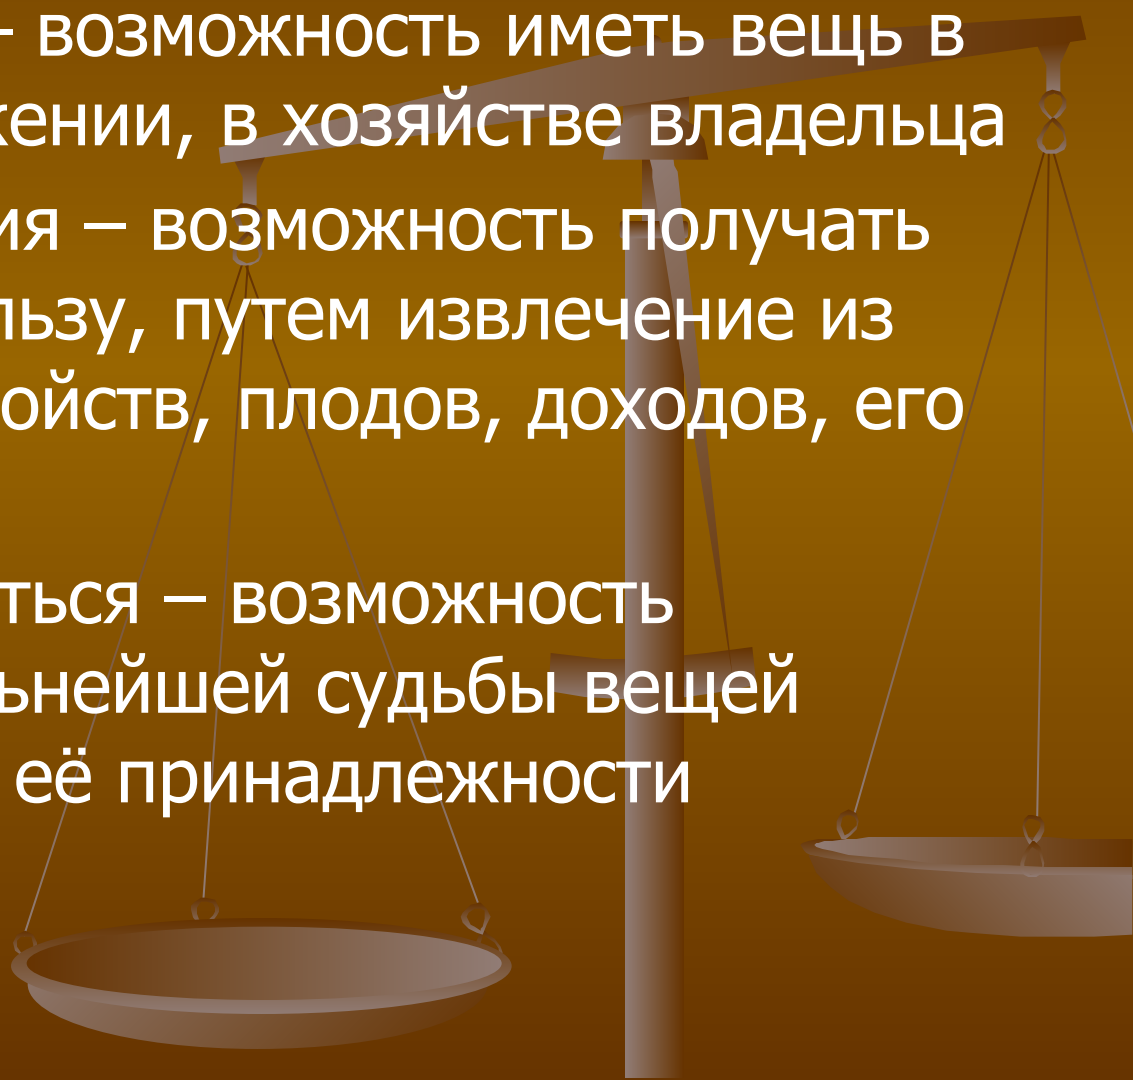 – возможность иметь вещь в
жении, в хозяйстве владельца
ия – возможность получать
льзу, путем извлечение из
ойств, плодов, доходов, его
ться – возможность
ьнейшей судьбы вещей
её принадлежности